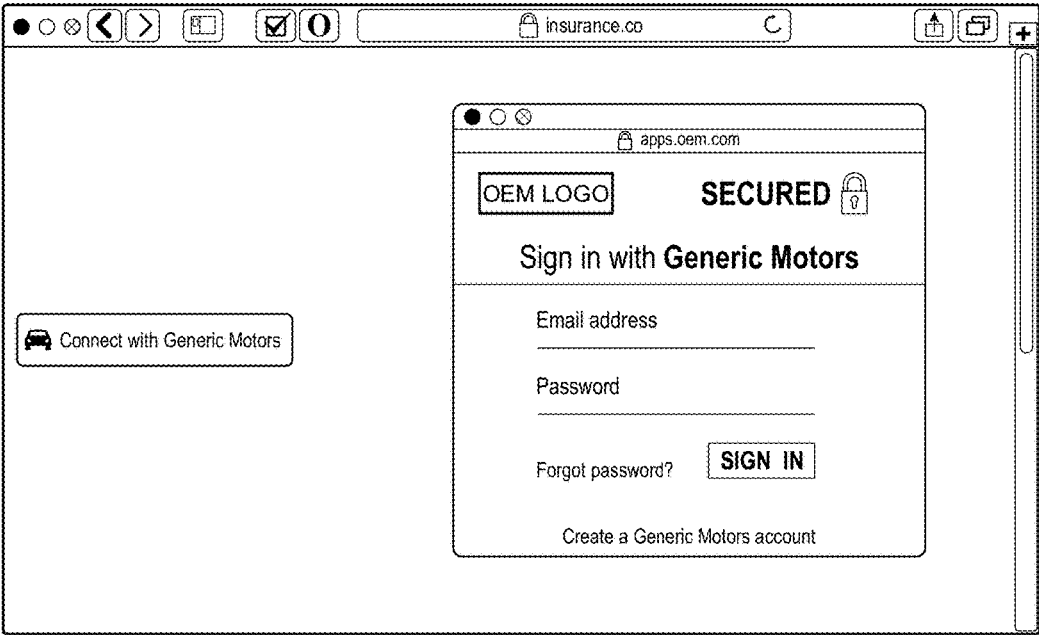 O
insurance.co
apps.oem.com
OEM LOGO
SECURED
Sign in with Generic Motors
Connect with Generic Motors
Email address
Password
Forgot password?
SIGN IN
Create a Generic Motors account